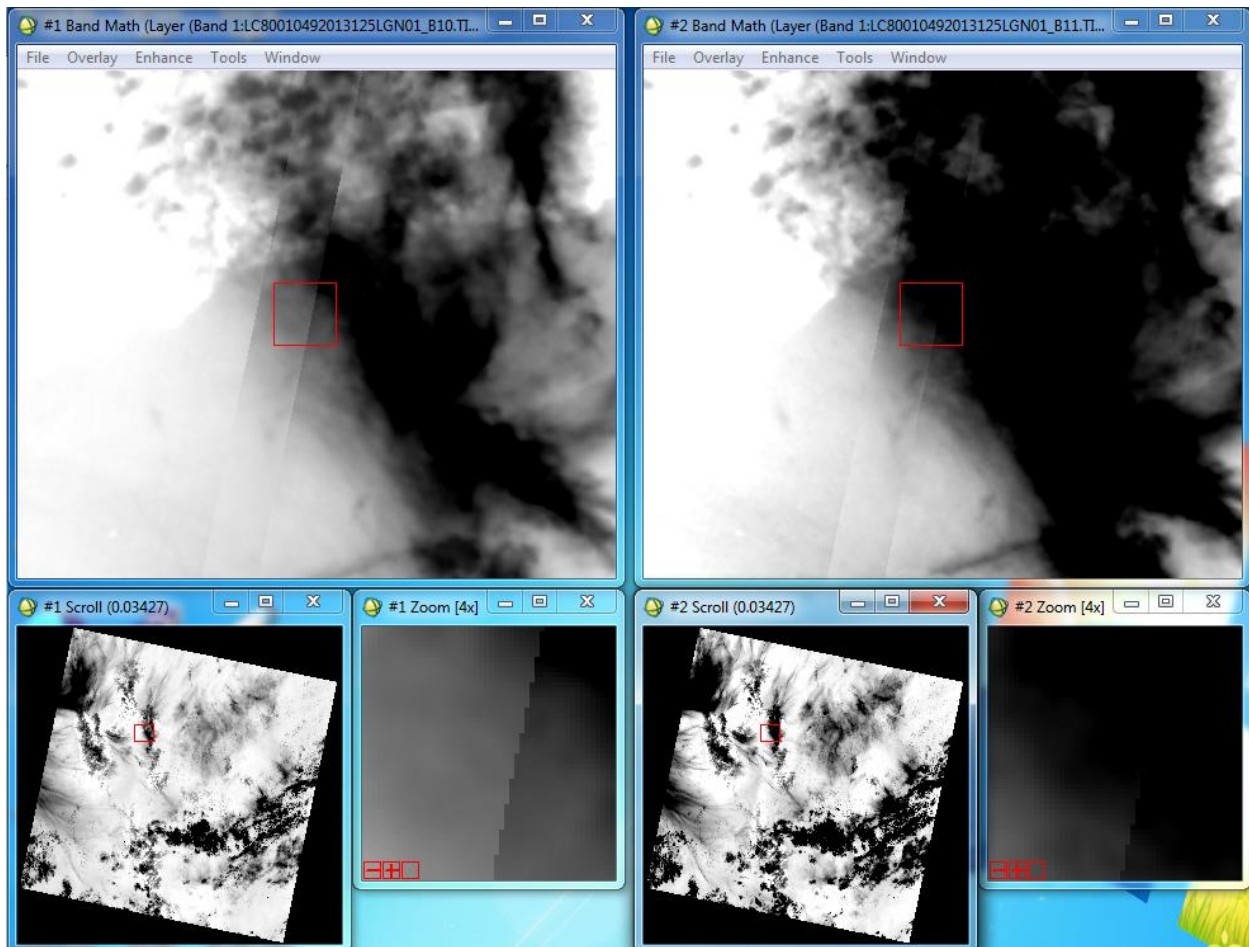 #1 Band Math (Layer (Band 1:LC80010492013125LGN01_B10.TI...
File Overlay Enhance Tools Window
#2 Band Math (Layer (Band 1:LC80010492013125LGN01_B11.TI...
File Overlay Enhance Tools Window
#1 Scroll (0.03427)
#1 Zoom [4x]
#2 Scroll (0.03427)
#2 Zoom [4x]